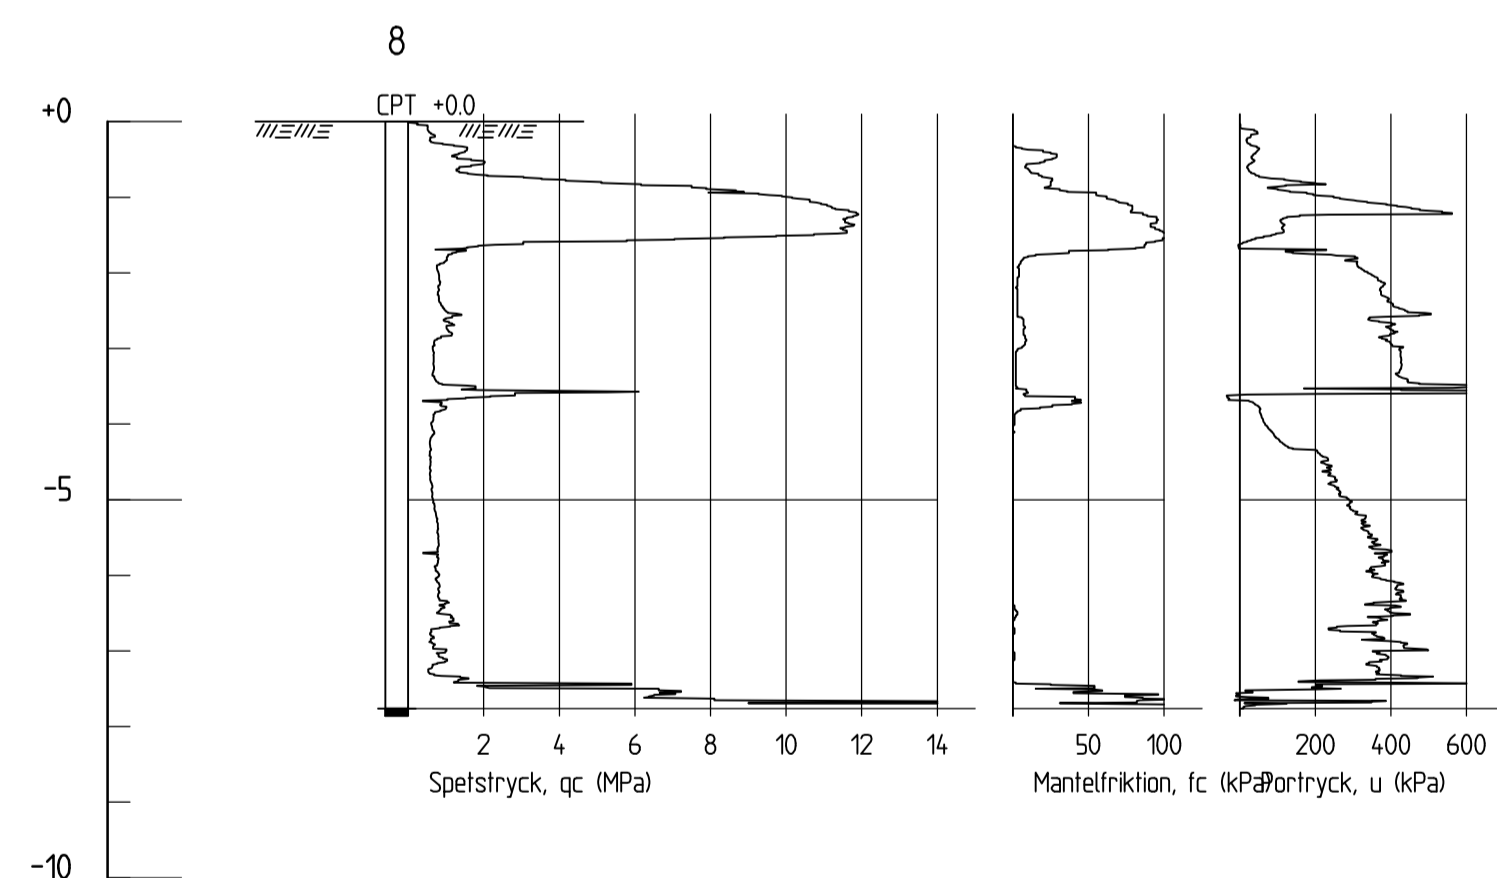 8
CPT +0.0
+0
-5
-10
2 4 6 8 10 12 14
50 100
200 400 600
Spetstryck, qc (MPa)
Mantelfriktion, fc (kPa)
Portryck, u (kPa)